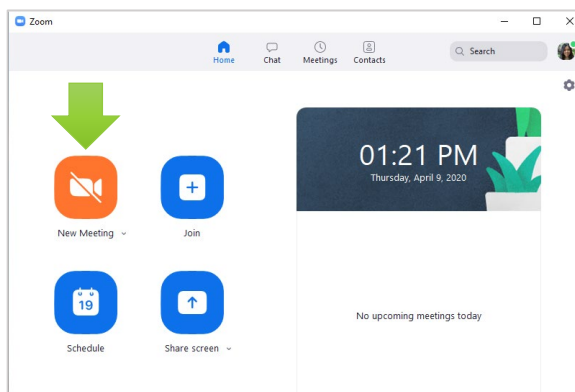 Zoom
Home
Chat
Meetings
Contacts
Search
01:21 PM
Thursday, April 9, 2020
New Meeting
Join
19
Schedule
Share screen
No upcoming meetings today